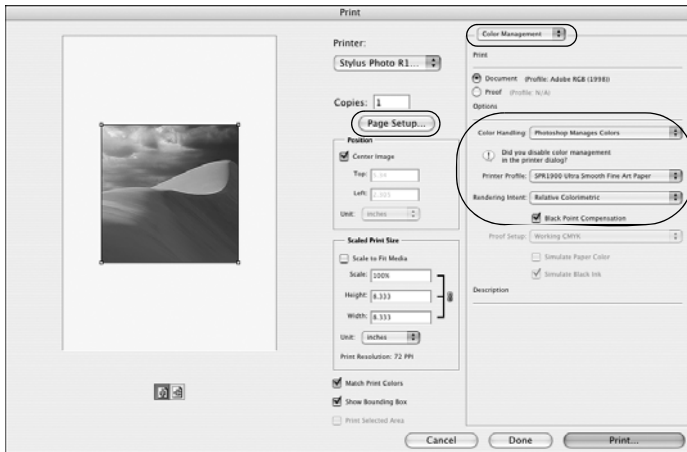 Print
Printer:
Stylus Photo R1...
Copies: 1
Page Setup...
Position
Center Image
Top:
Left:
Unit: inches
Scaled Print Size
Scale to Fit Media
Scale: 100%
Height: 8.333
Width: 8.333
Unit: inches
Print Resolution: 72 PPI
Match Print Colors
Show Bounding Box
Print Selected Area
Color Management
Print
Document (Profile: Adobe RGB (1998))
Proof (Profile: N/A)
Options
Color Handling: Photoshop Manages Colors
Did you disable color management
in the printer dialog?
Printer Profile: SPR1900 Ultra Smooth Fine Art Paper
Rendering Intent: Relative Colorimetric
Black Point Compensation
Proof Setup: Working CMYK
Simulate Paper Color
Simulate Black Ink
Description
Cancel
Done
Print...